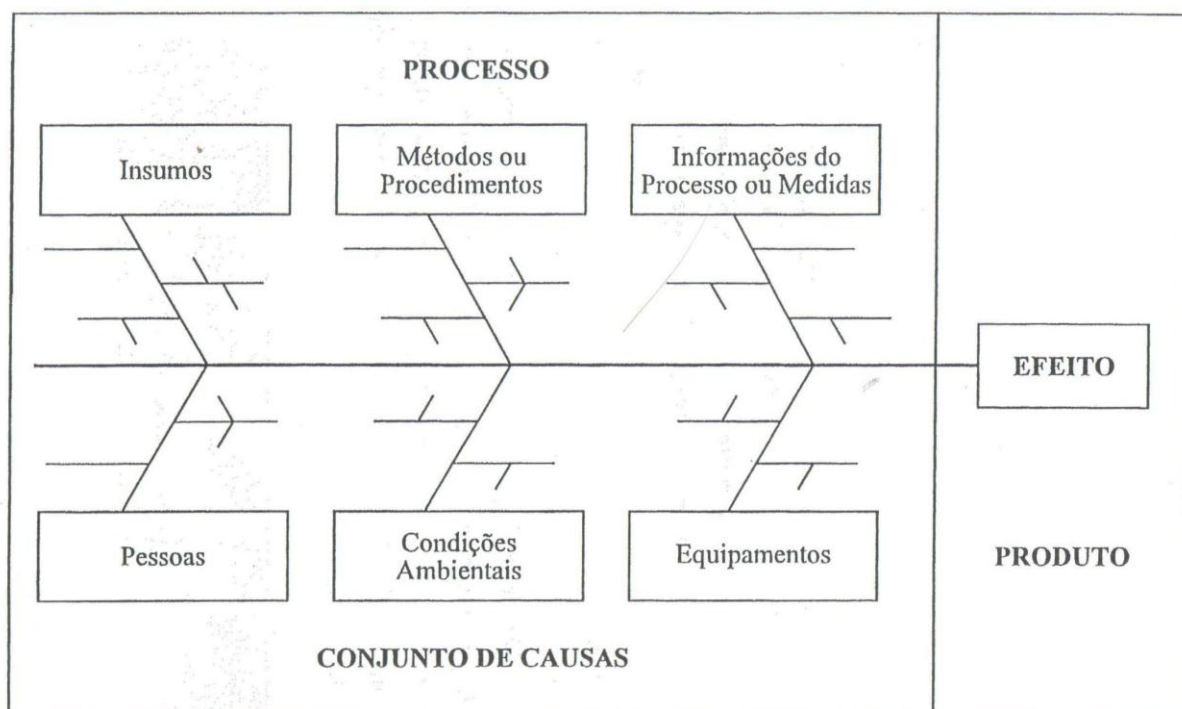 PROCESSO
Insumos
Métodos ou
Procedimentos
Informações do
Processo ou Medidas
EFEITO
Pessoas
Condições
Ambientais
Equipamentos
PRODUTO
CONJUNTO DE CAUSAS